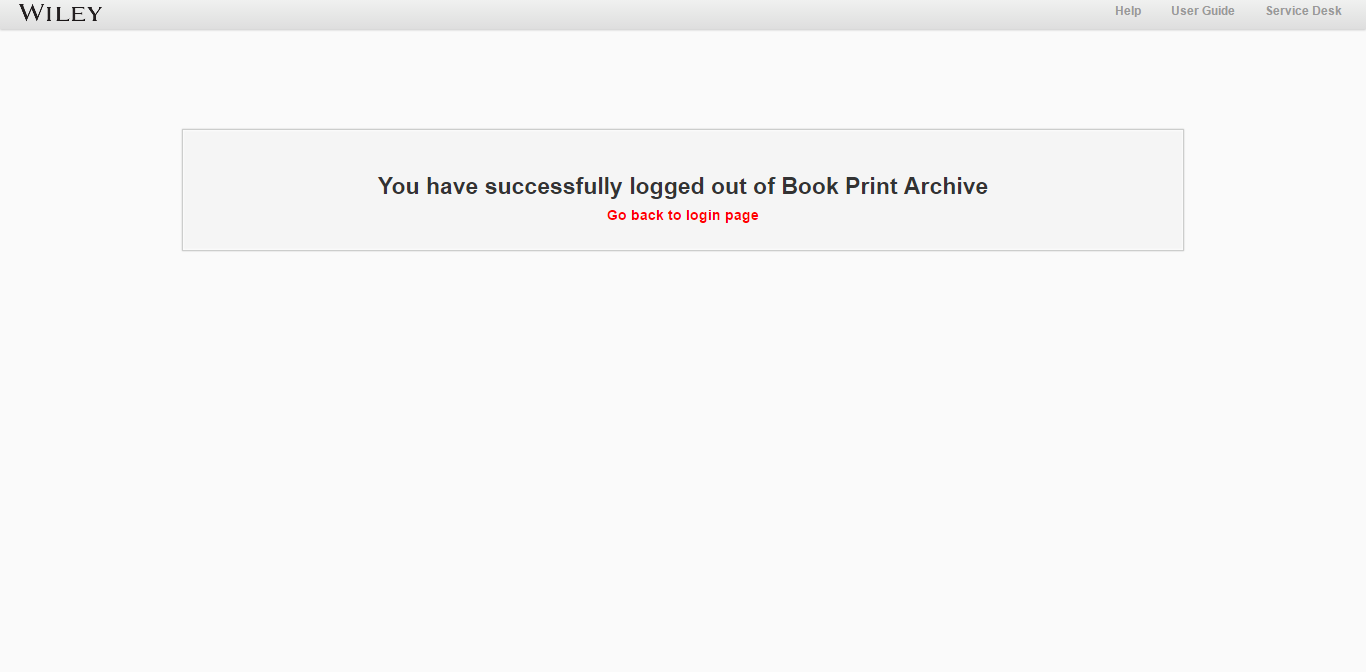 WILEY
Help
User Guide
Service Desk
You have successfully logged out of Book Print Archive
Go back to login page